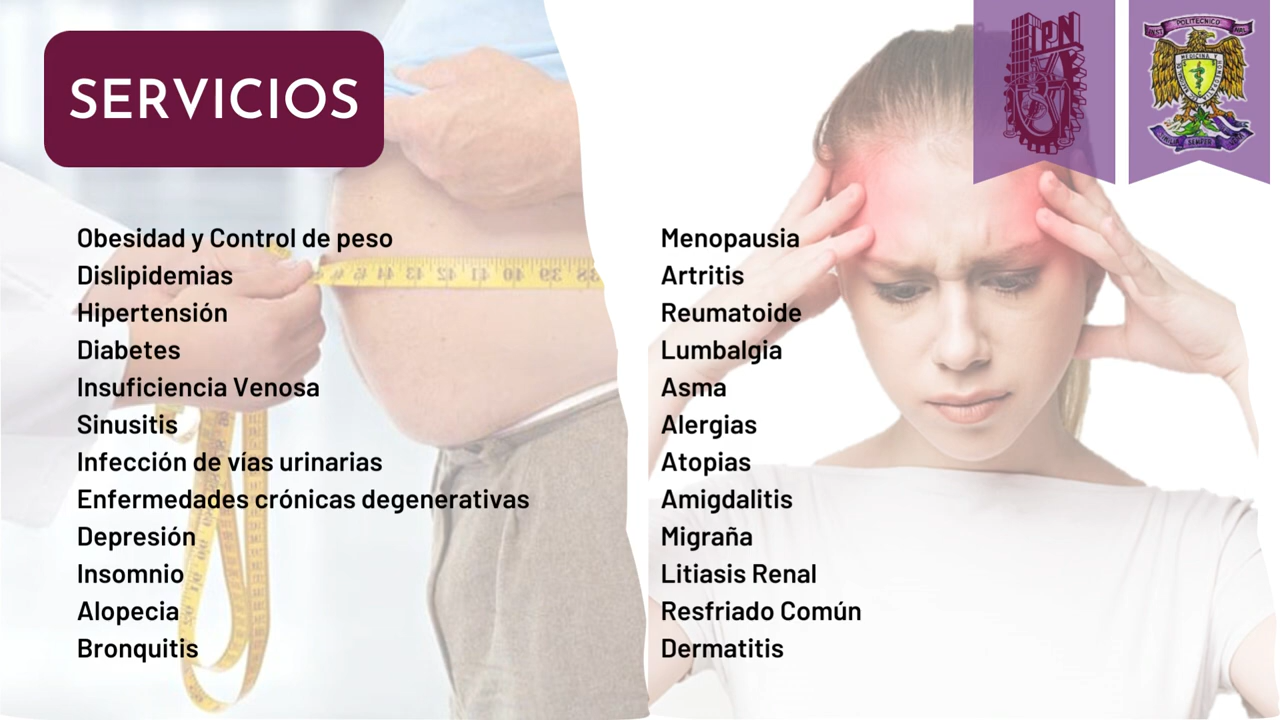 SERVICIOS
IPN
Obesidad y Control de peso
Dislipidemias
Hipertensión
Diabetes
Insuficiencia Venosa
Sinusitis
Infección de vías urinarias
Enfermedades crónicas degenerativas
Depresión
Insomnio
Alopecia
Bronquitis
Menopausia
Artritis
Reumatoide
Lumbalgia
Asma
Alergias
Atopias
Amigdalitis
Migraña
Litiasis Renal
Resfriado Común
Dermatitis